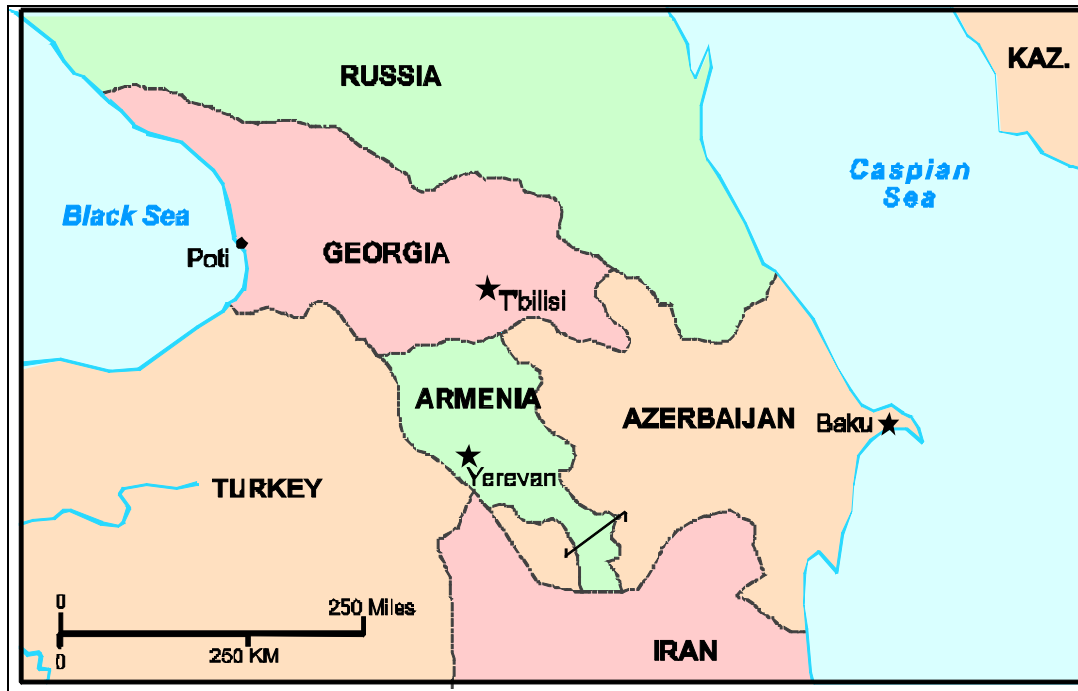 RUSSIA
KAZ.
Caspian
Sea
Black Sea
Poti
GEORGIA
T'bilisi
ARMENIA
AZERBAIJAN
Baku
Yerevan
TURKEY
0
250 Miles
0
250 KM
IRAN